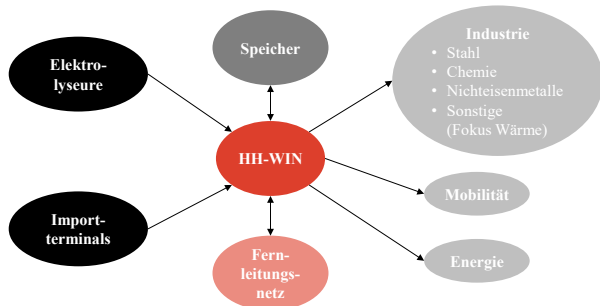 Elektro-
lyseure
Speicher
Industrie
• Stahl
• Chemie
• Nichteisenmetalle
• Sonstige
(Fokus Wärme)
HH-WIN
Mobilität
Import-
terminals
Fern-
leitungs-
netz
Energie